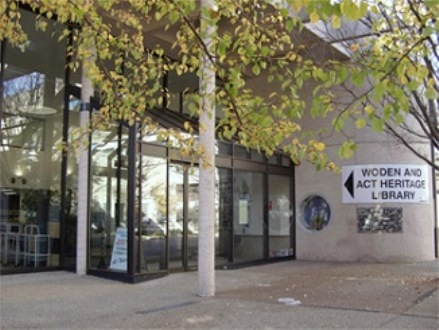 WODEN AND
ACT HERITAGE
LIBRARY